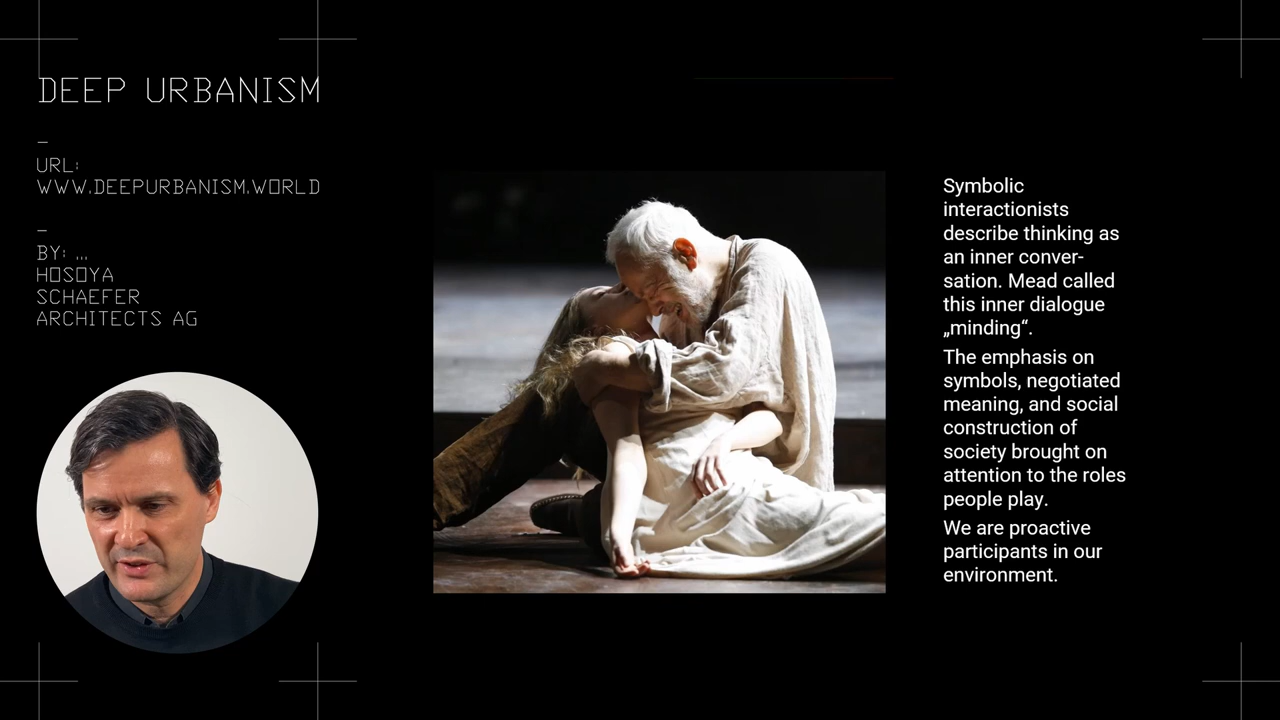 DEEP URBANISM
–
URL:
WWW.DEEPURBANISM.WORLD
–
BY: ...
HOSOYA
SCHAEFER
ARCHITECTS AG
Symbolic
interactionists
describe thinking as
an inner conver-
sation. Mead called
this inner dialogue
„minding“.
The emphasis on
symbols, negotiated
meaning, and social
construction of
society brought on
attention to the roles
people play.
We are proactive
participants in our
environment.